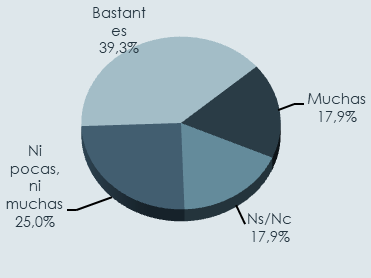 Bastant
es
39,3%
Muchas
17,9%
Ni
pocas,
ni
muchas
25,0%
Ns/Nc
17,9%